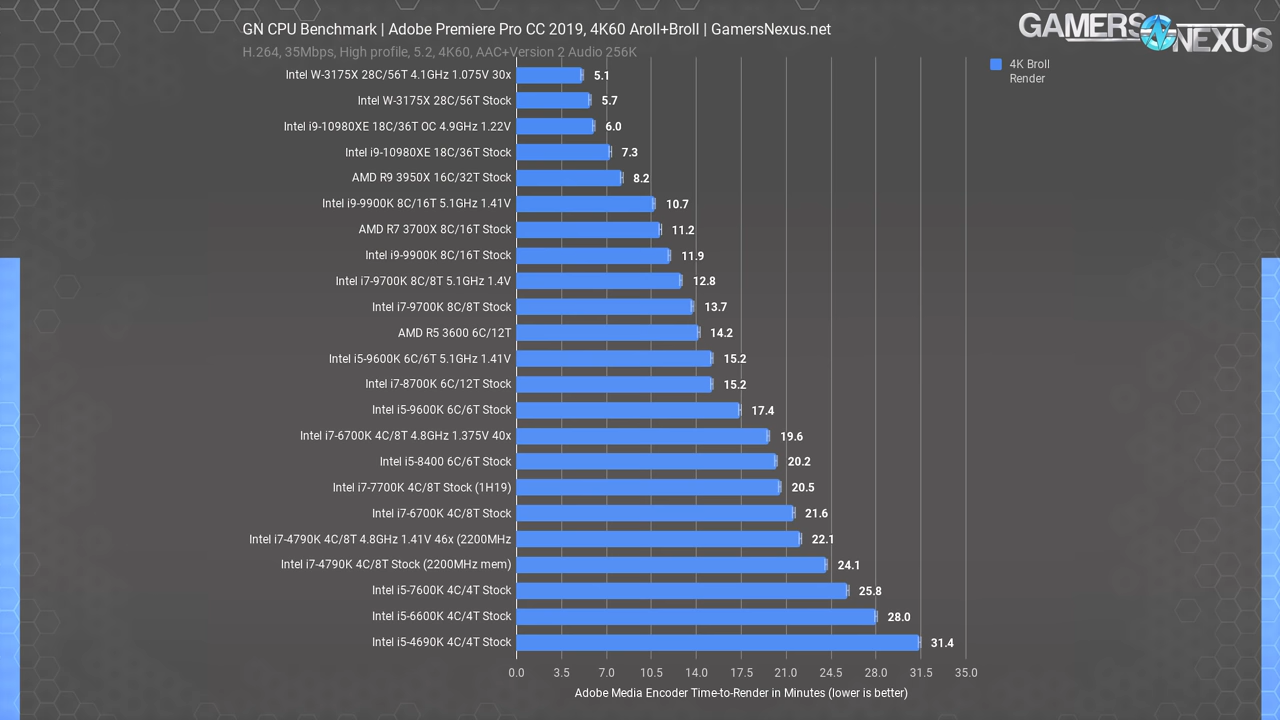 GN CPU Benchmark | Adobe Premiere Pro CC 2019, 4K60 Aroll+Broll | GamersNexus.net
GAMERS NEXUS
H.264, 35Mbps, High profile, 5.2, 4K60, AAC+Version 2 Audio 256K
4K Broll
Render
Intel W-3175X 28C/56T 4.1GHz 1.075V 30x 5.1
Intel W-3175X 28C/56T Stock 5.7
Intel i9-10980XE 18C/36T OC 4.9GHz 1.22V 6.0
Intel i9-10980XE 18C/36T Stock 7.3
AMD R9 3950X 16C/32T Stock 8.2
Intel i9-9900K 8C/16T 5.1GHz 1.41V 10.7
AMD R7 3700X 8C/16T Stock 11.2
Intel i9-9900K 8C/16T Stock 11.9
Intel i7-9700K 8C/8T 5.1GHz 1.4V 12.8
Intel i7-9700K 8C/8T Stock 13.7
AMD R5 3600 6C/12T 14.2
Intel i5-9600K 6C/6T 5.1GHz 1.41V 15.2
Intel i7-8700K 6C/12T Stock 15.2
Intel i5-9600K 6C/6T Stock 17.4
Intel i7-6700K 4C/8T 4.8GHz 1.375V 40x 19.6
Intel i5-8400 6C/6T Stock 20.2
Intel i7-7700K 4C/8T Stock (1H19) 20.5
Intel i7-6700K 4C/8T Stock 21.6
Intel i7-4790K 4C/8T 4.8GHz 1.41V 46x (2200MHz 22.1
Intel i7-4790K 4C/8T Stock (2200MHz mem) 24.1
Intel i5-7600K 4C/4T Stock 25.8
Intel i5-6600K 4C/4T Stock 28.0
Intel i5-4690K 4C/4T Stock 31.4
0.0 3.5 7.0 10.5 14.0 17.5 21.0 24.5 28.0 31.5 35.0
Adobe Media Encoder Time-to-Render in Minutes (lower is better)